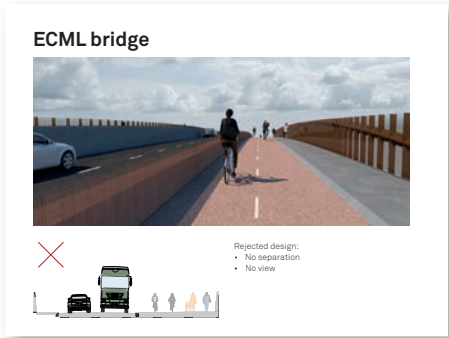 ECML bridge
Rejected design:
• No separation
• No view